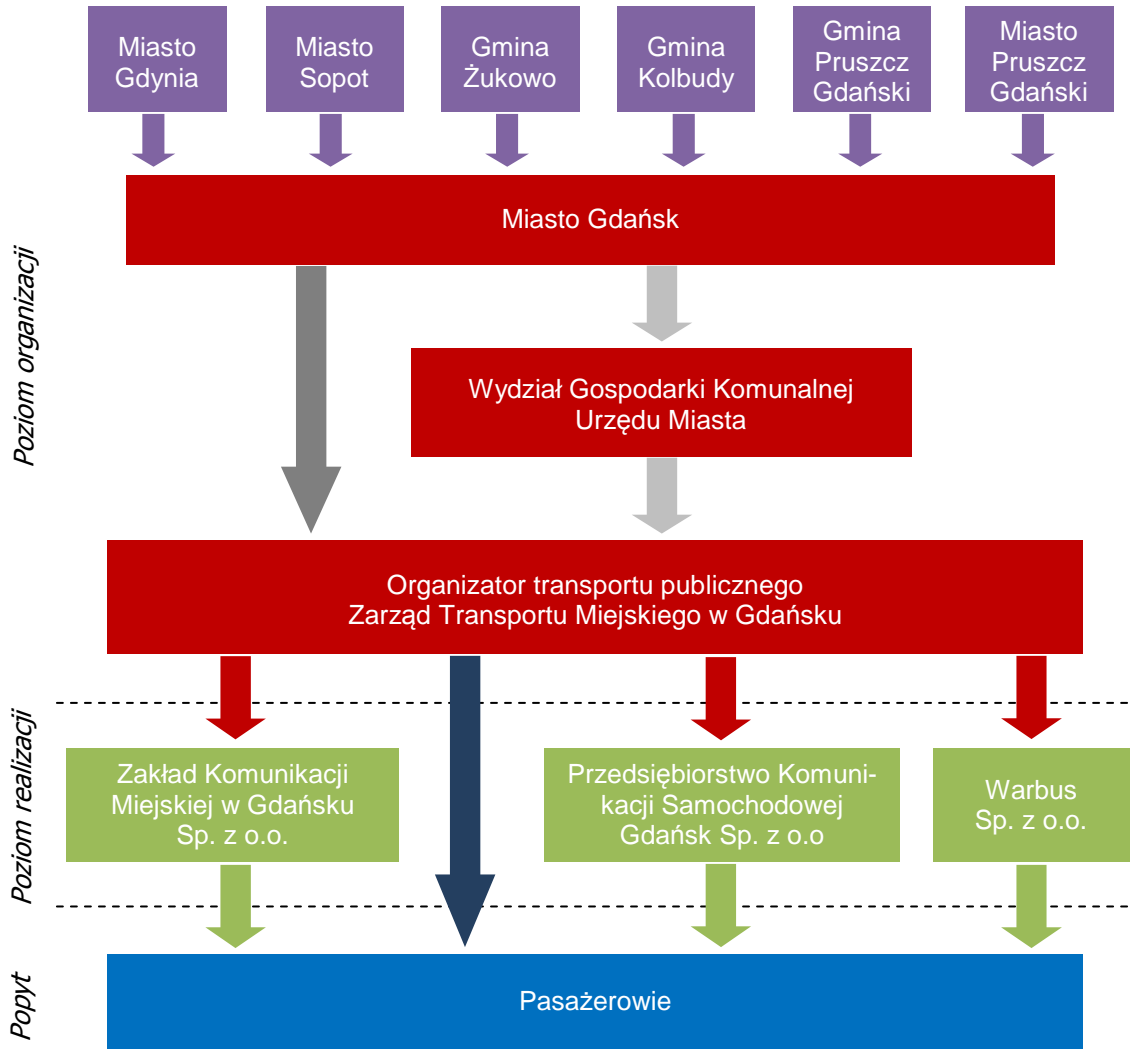 Miasto
Gdynia
Miasto
Sopot
Gmina
Żukowo
Gmina
Kolbudy
Gmina
Pruszcz
Gdański
Miasto
Pruszcz
Gdański
Poziom organizacji
Miasto Gdańsk
Wydział Gospodarki Komunalnej
Urzędu Miasta
Organizator transportu publicznego
Zarząd Transportu Miejskiego w Gdańsku
Poziom realizacji
Zakład Komunikacji
Miejskiej w Gdańsku
Sp. z o.o.
Przedsiębiorstwo Komuni-
kacji Samochodowej
Gdańsk Sp. z o.o
Warbus
Sp. z o.o.
Popyt
Pasażerowie